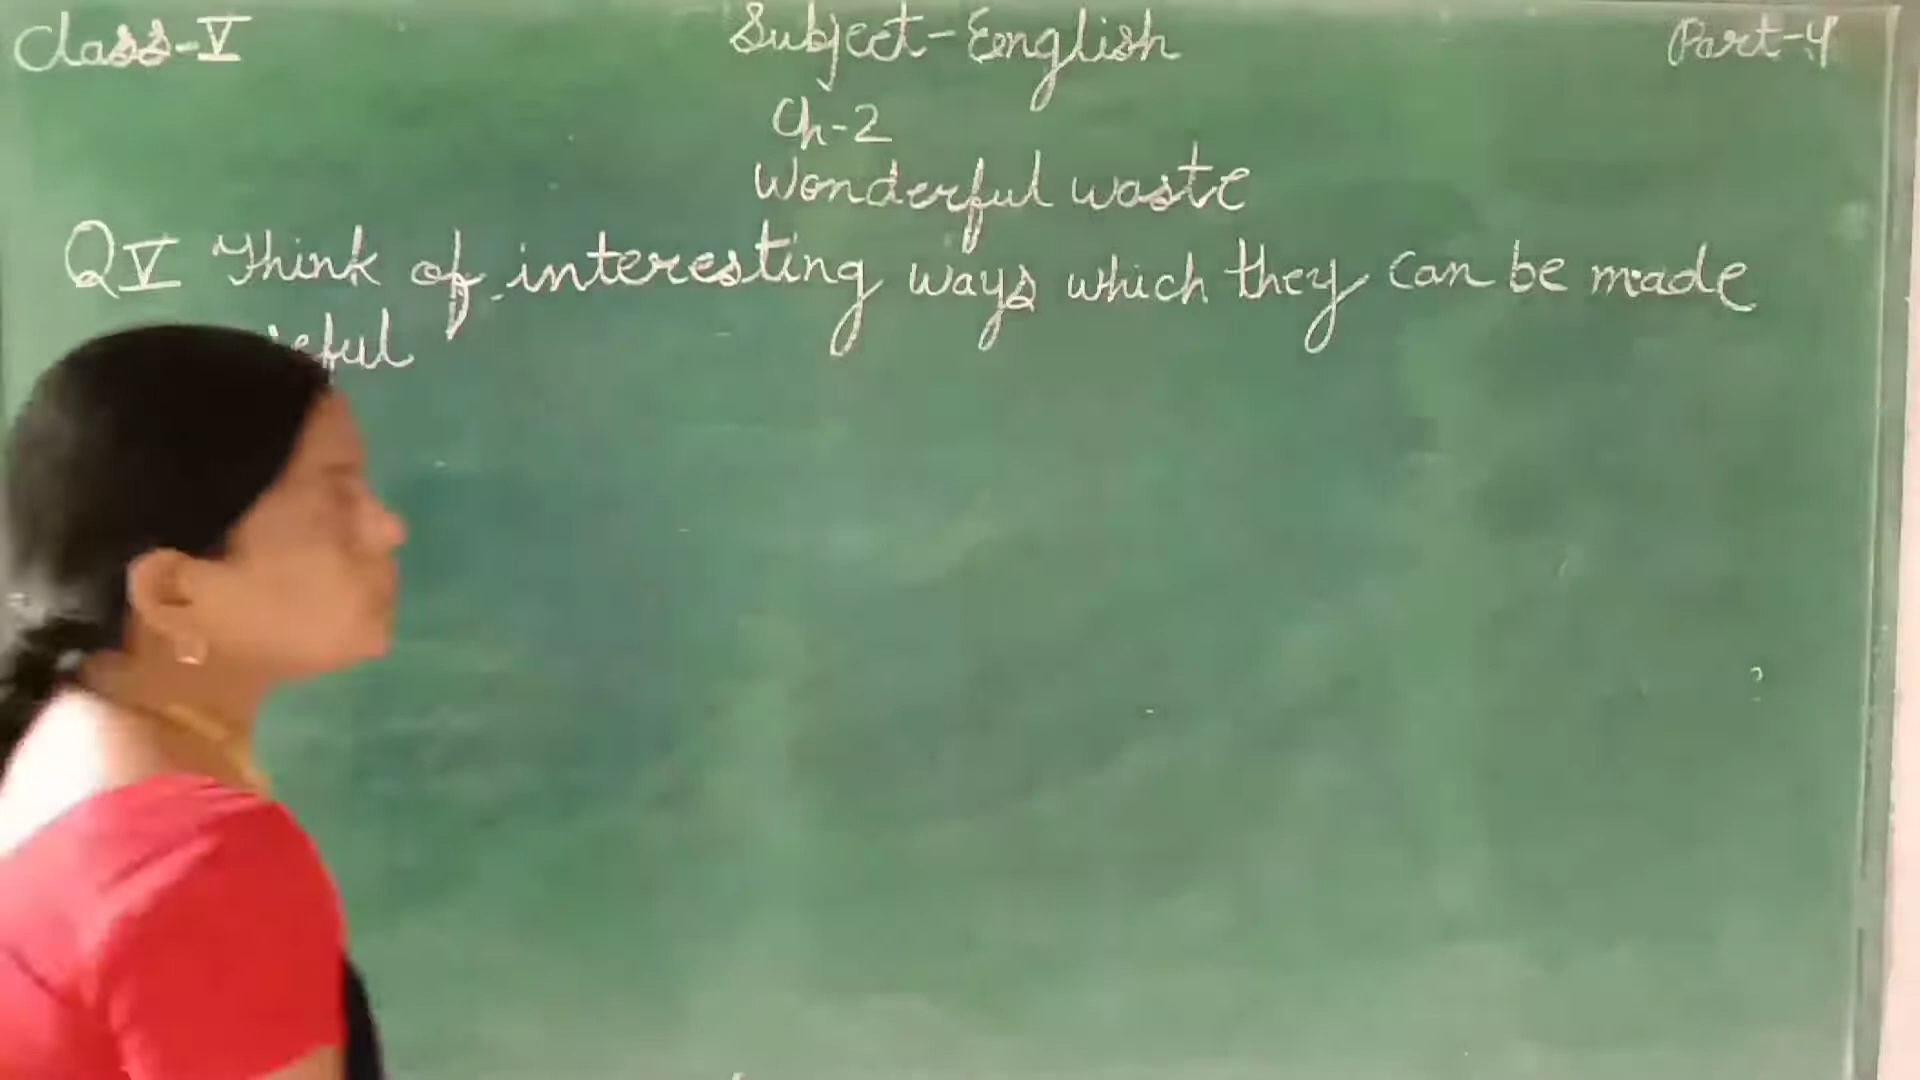 Class-V
Subject-English
Part-4
Ch-2
Wonderful waste
QV Think of interesting ways which they can be made